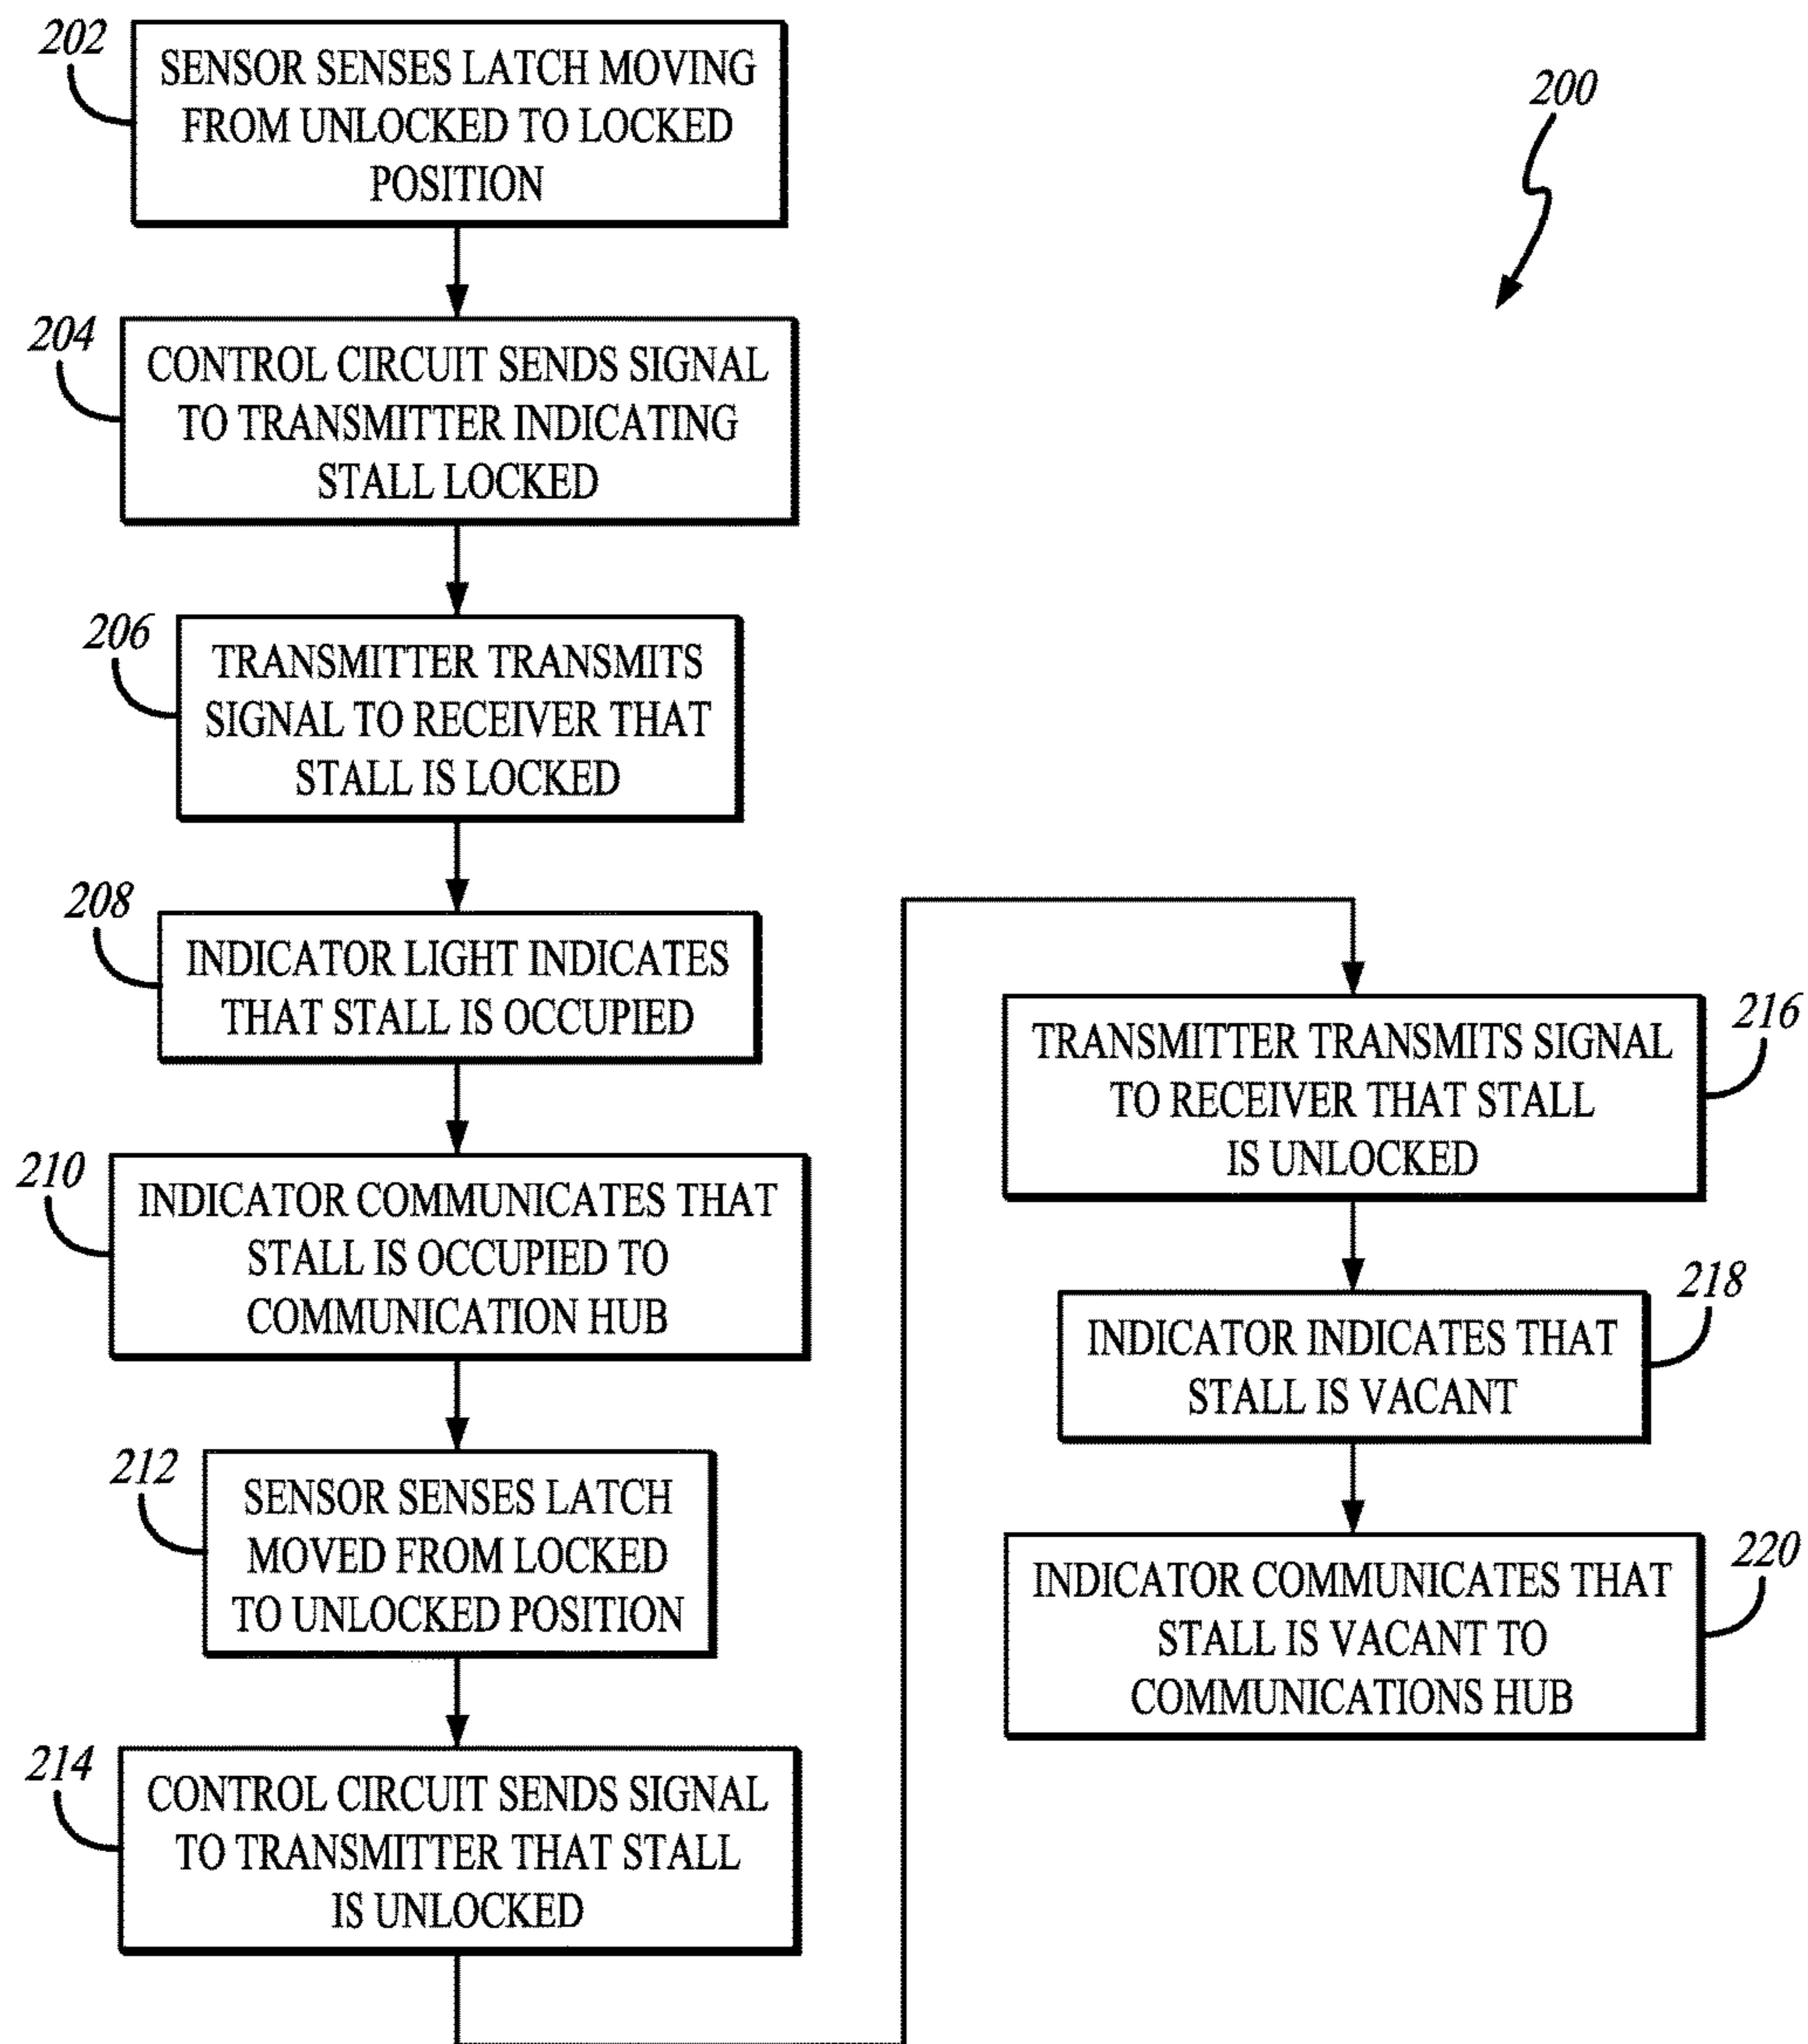 202
SENSOR SENSES LATCH MOVING
FROM UNLOCKED TO LOCKED
POSITION
200
204
CONTROL CIRCUIT SENDS SIGNAL
TO TRANSMITTER INDICATING
STALL LOCKED
206
TRANSMITTER TRANSMITS
SIGNAL TO RECEIVER THAT
STALL IS LOCKED
208
INDICATOR LIGHT INDICATES
THAT STALL IS OCCUPIED
210
INDICATOR COMMUNICATES THAT
STALL IS OCCUPIED TO
COMMUNICATION HUB
212
SENSOR SENSES LATCH
MOVED FROM LOCKED
TO UNLOCKED POSITION
214
CONTROL CIRCUIT SENDS SIGNAL
TO TRANSMITTER THAT STALL
IS UNLOCKED
216
TRANSMITTER TRANSMITS SIGNAL
TO RECEIVER THAT STALL
IS UNLOCKED
218
INDICATOR INDICATES THAT
STALL IS VACANT
220
INDICATOR COMMUNICATES THAT
STALL IS VACANT TO
COMMUNICATIONS HUB